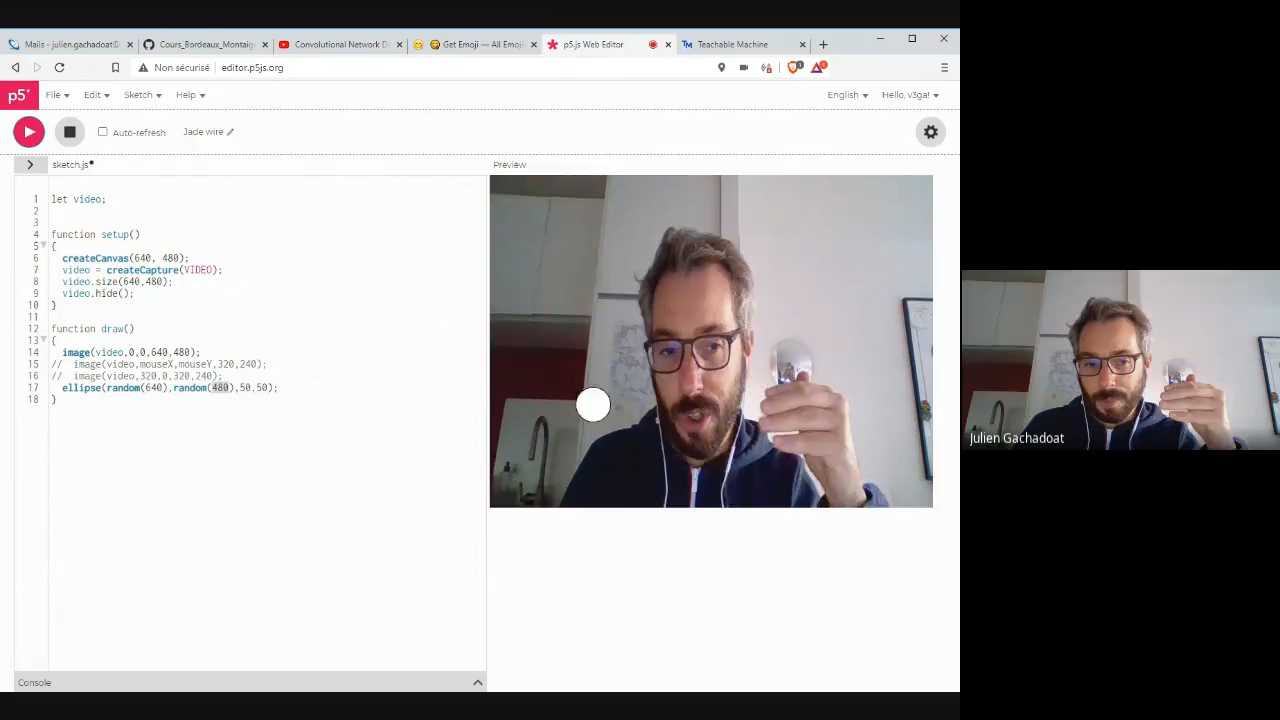 Mails - julien.gachadoat@
Cours_Bordeaux_Montaig
Convolutional Network D
Get Emoji — All Emoj
p5.js Web Editor
Teachable Machine
Non sécurisé
editor.p5js.org
p5*
File
Edit
Sketch
Help
English
Hello, v3ga!
Auto-refresh
Jade wire
sketch.js
Preview
1 let video;
2
3
4 function setup()
5 {
6 createCanvas(640, 480);
7 video = createCapture(VIDEO);
8 video.size(640,480);
9 video.hide();
10 }
11
12 function draw()
13 {
14 image(video,0,0,640,480);
15 // image(video,mouseX,mouseY,320,240);
16 // image(video,320,0,320,240);
17 ellipse(random(640),random(480),50,50);
18 }
Julien Gachadoat
Console